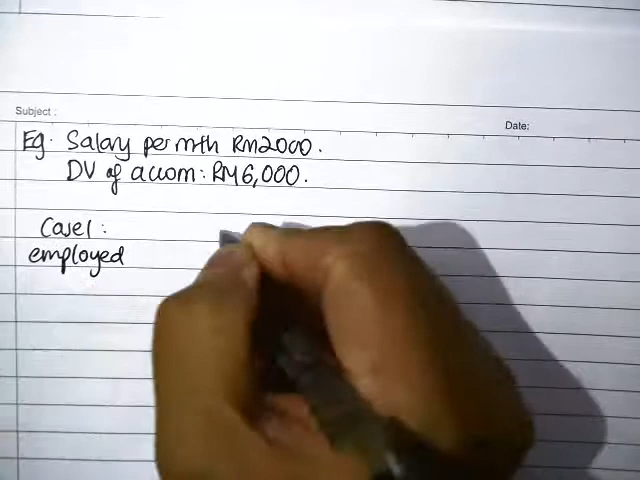 Subject :
Date:
Eg. Salary per mth RM2000.
DV of accom: RM6,000.
Case1 :
employed